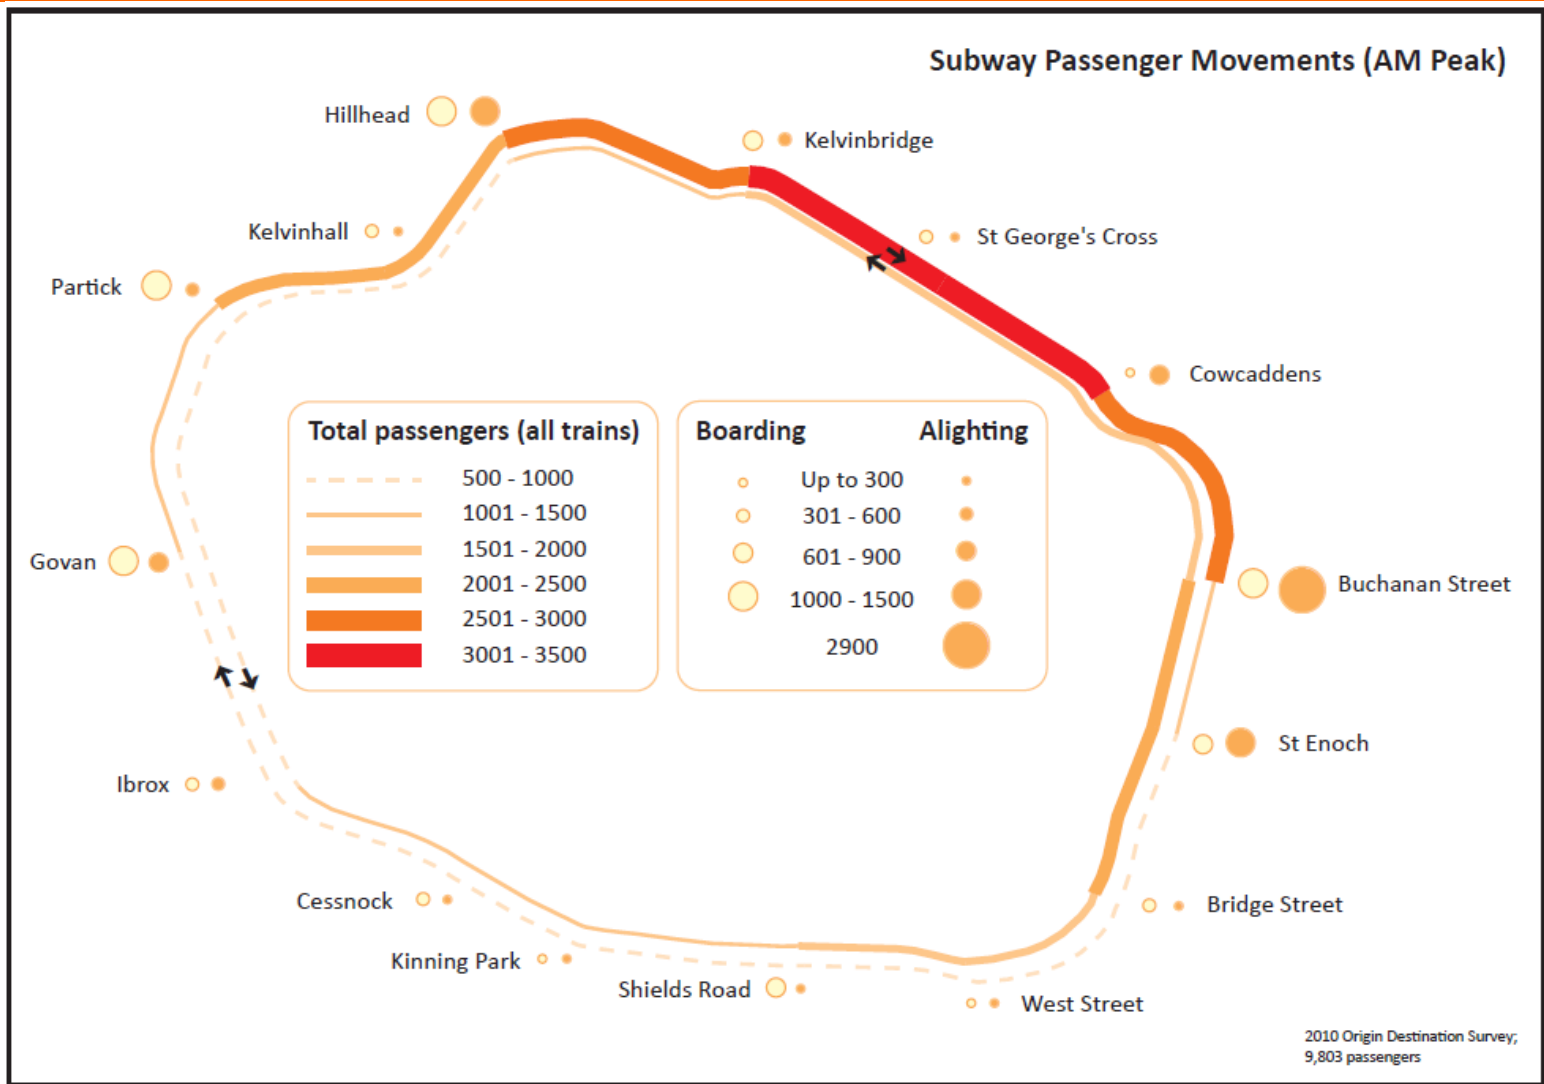 Subway Passenger Movements (AM Peak)
Hillhead
Kelvinbridge
Kelvinhall
St George's Cross
Partick
Cowcaddens
Total passengers (all trains)
500 - 1000
1001 - 1500
1501 - 2000
2001 - 2500
2501 - 3000
3001 - 3500
Boarding Alighting
Up to 300
301 - 600
601 - 900
1000 - 1500
2900
Govan
Buchanan Street
St Enoch
Ibrox
Cessnock
Bridge Street
Kinning Park
Shields Road
West Street
2010 Origin Destination Survey;
9,803 passengers